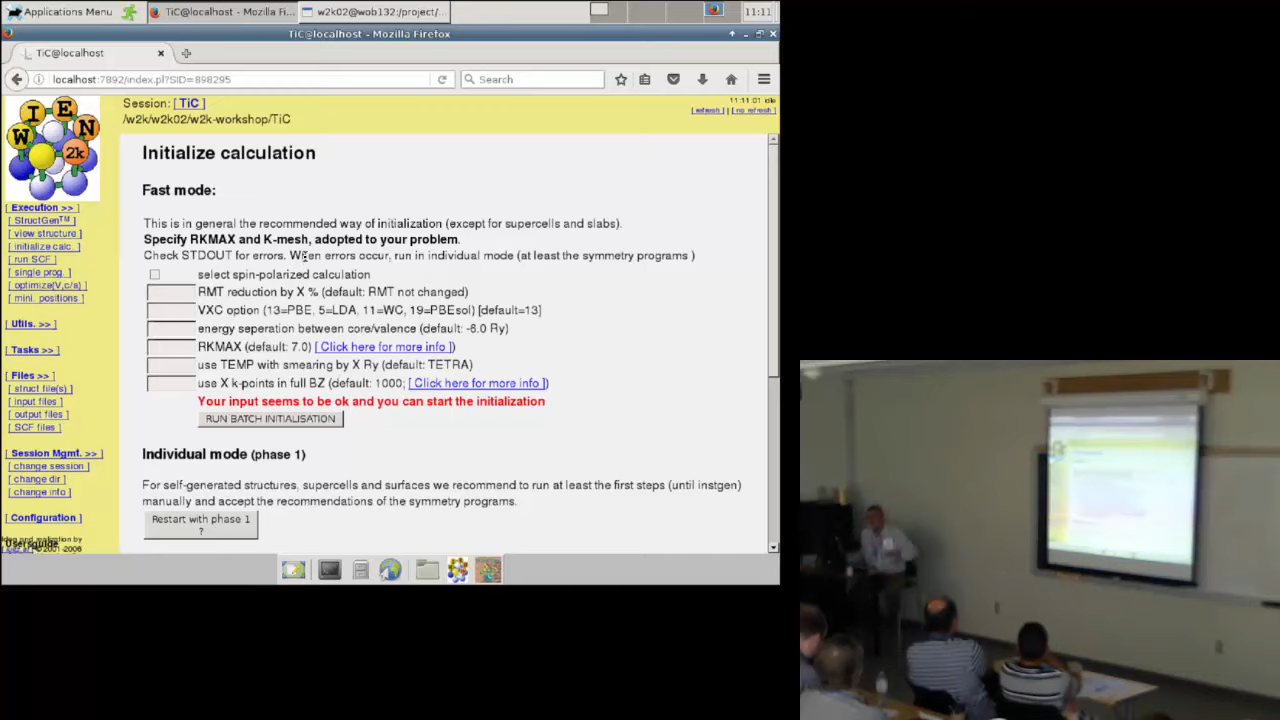 Applications Menu
TiC@localhost - Mozilla Fi...
w2k02@wob132:/project/...
11:11
TiC@localhost - Mozilla Firefox
TiC@localhost
localhost:7892/index.pl?SID=898295
Search
W I E N 2k
Session: [ TiC ]
/w2k/w2k02/w2k-workshop/TiC
11:11:01 idle
[ refresh ] | [ no refresh ]
[ Execution >> ]
[ StructGen™ ]
[ view structure ]
[ initialize calc. ]
[ run SCF ]
[ single prog. ]
[ optimize(V,c/a) ]
[ mini. positions ]
[ Utils. >> ]
[ Tasks >> ]
[ Files >> ]
[ struct file(s) ]
[ input files ]
[ output files ]
[ SCF files ]
[ Session Mgmt. >> ]
[ change session ]
[ change dir ]
[ change info ]
[ Configuration ]
Usersguide
Initialize calculation
Fast mode:
This is in general the recommended way of initialization (except for supercells and slabs).
Specify RKMAX and K-mesh, adopted to your problem.
Check STDOUT for errors. When errors occur, run in individual mode (at least the symmetry programs )
select spin-polarized calculation
RMT reduction by X % (default: RMT not changed)
VXC option (13=PBE, 5=LDA, 11=WC, 19=PBEsol) [default=13]
energy seperation between core/valence (default: -6.0 Ry)
RKMAX (default: 7.0) [ Click here for more info ])
use TEMP with smearing by X Ry (default: TETRA)
use X k-points in full BZ (default: 1000; [ Click here for more info ])
Your input seems to be ok and you can start the initialization
RUN BATCH INITIALISATION
Individual mode (phase 1)
For self-generated structures, supercells and surfaces we recommend to run at least the first steps (until instgen)
manually and accept the recommendations of the symmetry programs.
Restart with phase 1
?